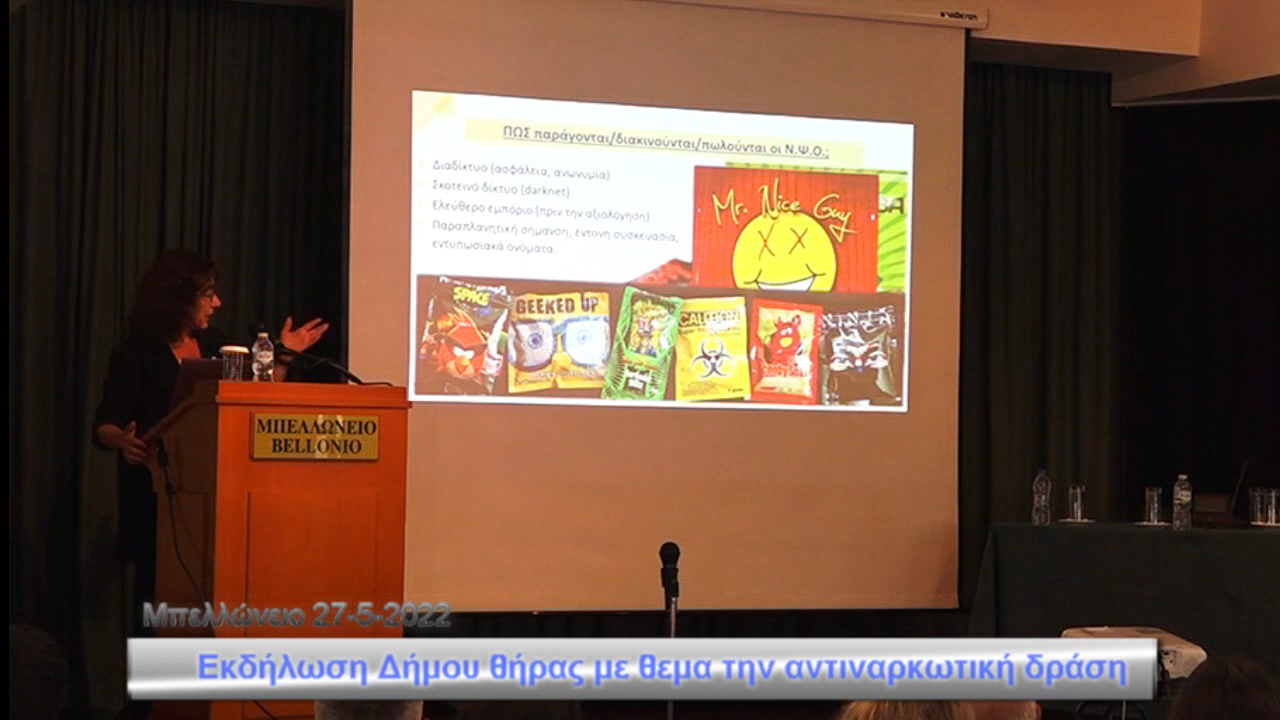 ΠΩΣ παράγονται/διακινούνται/πωλούνται οι Ν.Ψ.Ο.;
Διαδίκτυο (ασφάλεια, ανωνυμία)
Σκοτεινό δίκτυο (darknet)
Ελεύθερο εμπόριο (πριν την αξιολόγηση)
Παραπλανητική σήμανση, έντονη συσκευασία,
εντυπωσιακά ονόματα.
Mr. Nice Guy
SPACE
GEEKED UP
CAUTION
NINJA
ΜΠΕΛΛΩΝΕΙΟ
BELLONIO
Μπελλώνειο 27-5-2022
Εκδήλωση Δήμου θήρας με θεμα την αντιναρκωτική δράση